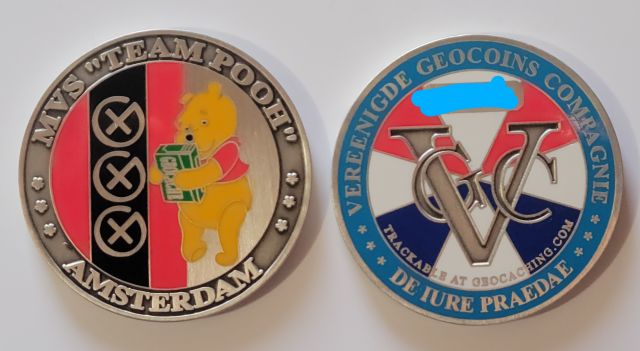 MVS "TEAM POOH"
AMSTERDAM
VEREENIGDE GEOCOINS COMPAGNIE
VGC
TRACKABLE AT GEOCACHING.COM
DE IURE PRAEDAE